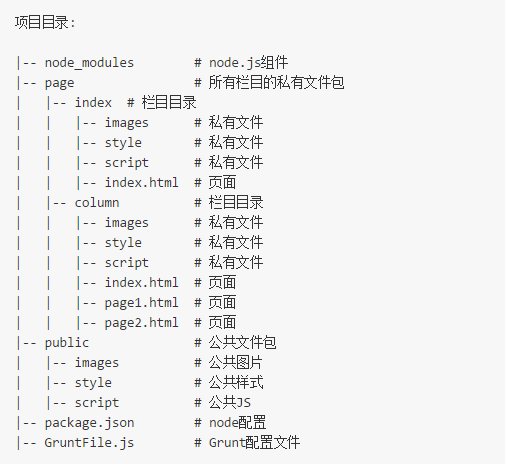 项目目录:
|-- node_modules        # node.js组件
|-- page                # 所有栏目的私有文件包
|   |-- index  # 栏目目录
|   |   |-- images      # 私有文件
|   |   |-- style       # 私有文件
|   |   |-- script      # 私有文件
|   |   |-- index.html  # 页面
|   |-- column          # 栏目目录
|   |   |-- images      # 私有文件
|   |   |-- style       # 私有文件
|   |   |-- script      # 私有文件
|   |   |-- index.html  # 页面
|   |   |-- page1.html  # 页面
|   |   |-- page2.html  # 页面
|-- public              # 公共文件包
|   |-- images          # 公共图片
|   |-- style           # 公共样式
|   |-- script          # 公共JS
|-- package.json        # node配置
|-- GruntFile.js        # Grunt配置文件